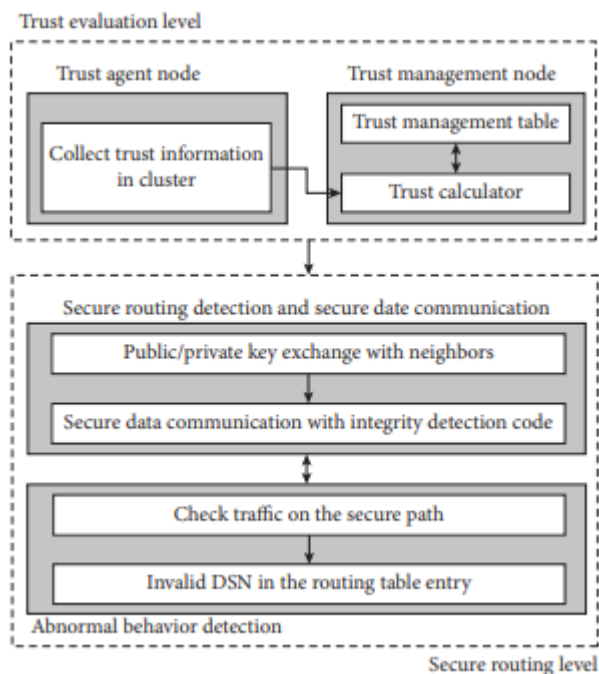 Trust evaluation level
Trust agent node
Trust management node
Collect trust information
in cluster
Trust management table
Trust calculator
Secure routing detection and secure date communication
Public/private key exchange with neighbors
Secure data communication with integrity detection code
Check traffic on the secure path
Invalid DSN in the routing table entry
Abnormal behavior detection
Secure routing level